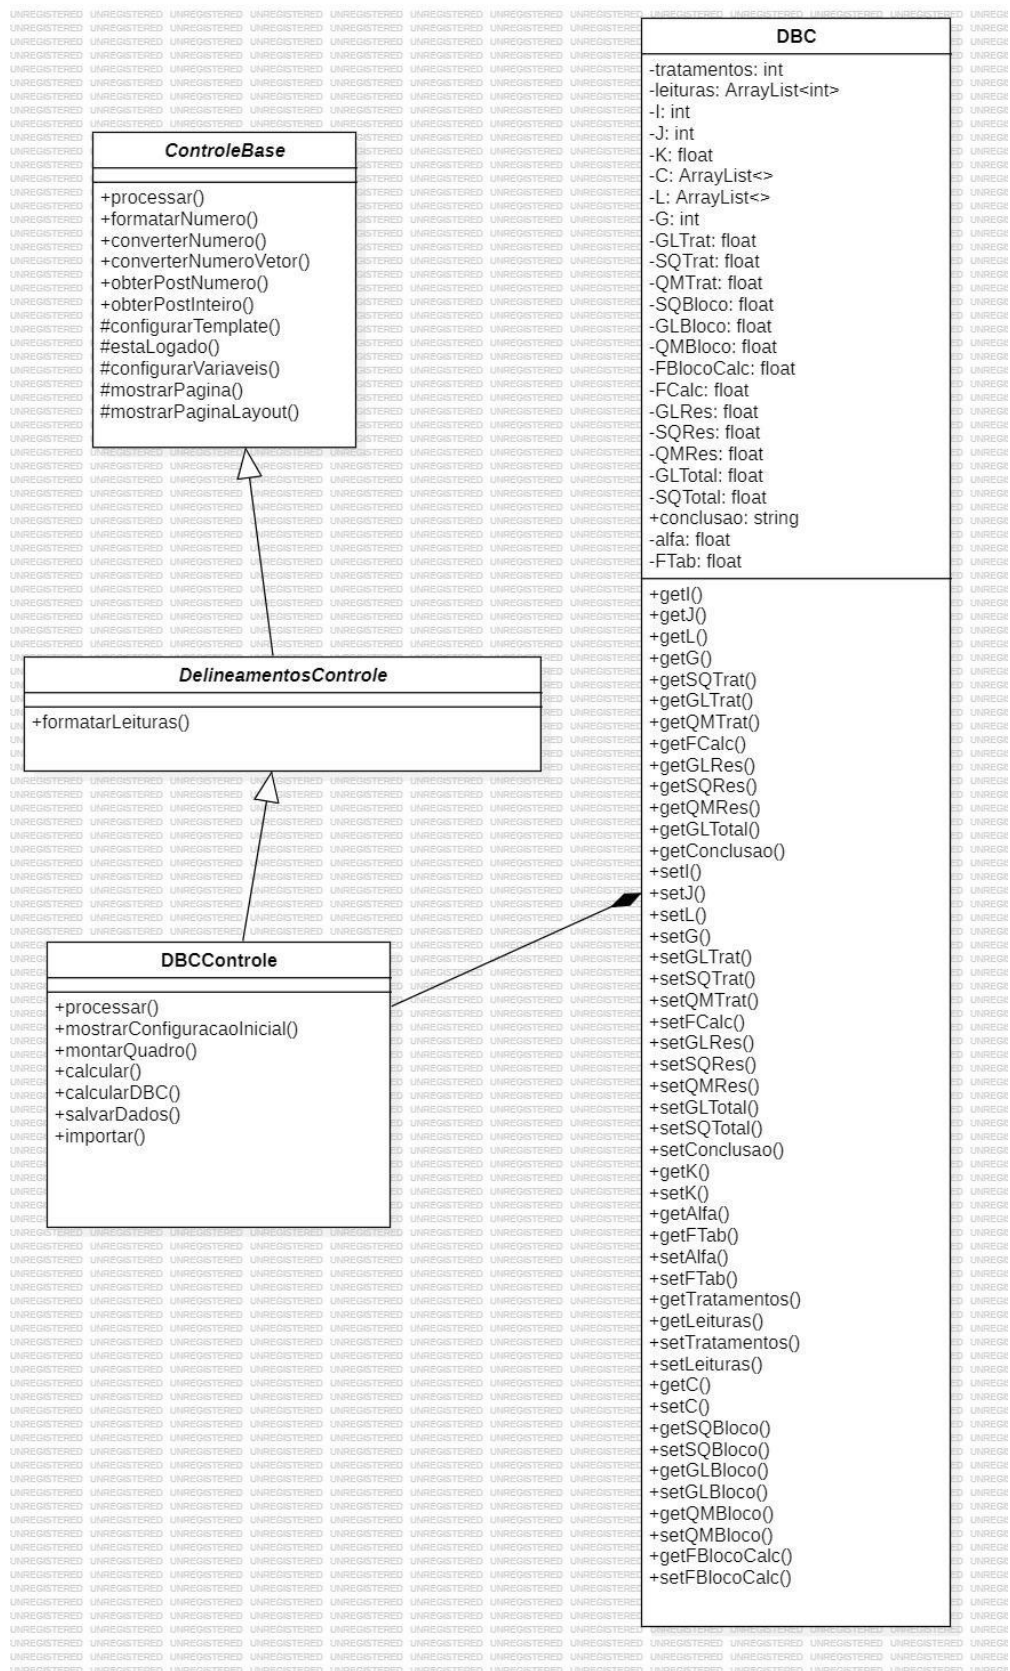 ControleBase
+processar()
+formatarNumero()
+converterNumero()
+converterNumeroVetor()
+obterPostNumero()
+obterPostInteiro()
#configurarTemplate()
#estaLogado()
#configurarVariaveis()
#mostrarPagina()
#mostrarPaginaLayout()
DelineamentosControle
+formatarLeituras()
DBCControle
+processar()
+mostrarConfiguracaoInicial()
+montarQuadro()
+calcular()
+calcularDBC()
+salvarDados()
+importar()
DBC
-tratamentos: int
-leituras: ArrayList<int>
-I: int
-J: int
-K: float
-C: ArrayList<>
-L: ArrayList<>
-G: int
-GLTrat: float
-SQTrat: float
-QMTrat: float
-SQBloco: float
-GLBloco: float
-QMBloco: float
-FBlocoCalc: float
-FCalc: float
-GLRes: float
-SQRes: float
-QMRes: float
-GLTotal: float
-SQTotal: float
+conclusao: string
-alfa: float
-FTab: float
+getI()
+getJ()
+getL()
+getG()
+getSQTrat()
+getGLTrat()
+getQMTrat()
+getFCalc()
+getGLRes()
+getSQRes()
+getQMRes()
+getGLTotal()
+getConclusao()
+setI()
+setJ()
+setL()
+setG()
+setGLTrat()
+setSQTrat()
+setQMTrat()
+setFCalc()
+setGLRes()
+setSQRes()
+setQMRes()
+setGLTotal()
+setSQTotal()
+setConclusao()
+getK()
+setK()
+getAlfa()
+getFTab()
+setAlfa()
+setFTab()
+getTratamentos()
+getLeituras()
+setTratamentos()
+setLeituras()
+getC()
+setC()
+getSQBloco()
+setSQBloco()
+getGLBloco()
+setGLBloco()
+getQMBloco()
+setQMBloco()
+getFBlocoCalc()
+setFBlocoCalc()
UNREGISTERED